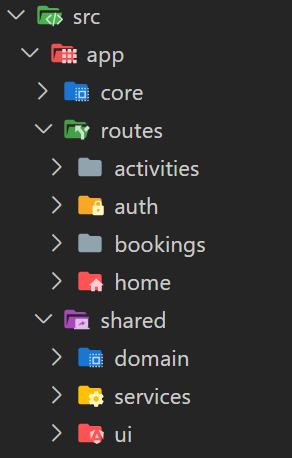 src
app
core
routes
activities
auth
bookings
home
shared
domain
services
ui